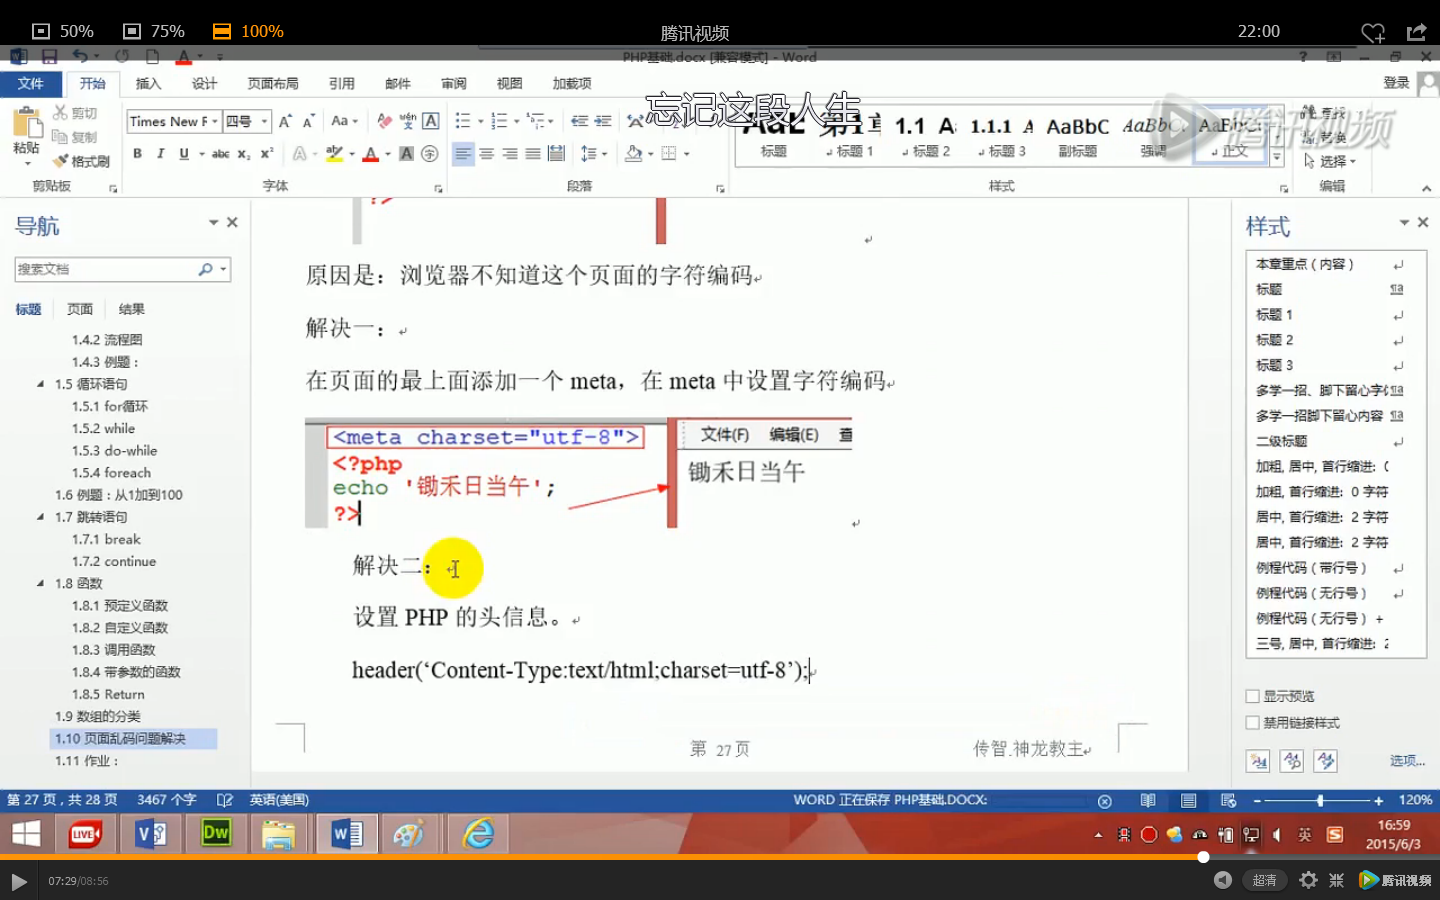 50% 75% 100% 腾讯视频 22:00
PHP基础.docx [兼容模式] - Word
文件 开始 插入 设计 页面布局 引用 邮件 审阅 视图 加载项 登录
忘记这段人生
腾讯视频
粘贴 剪切 复制 格式刷
Times New F 四号
标题 标题 1 标题 2 标题 3 副标题 强调 正文
查找 替换 选择
剪贴板 字体 段落 样式 编辑
导航
搜索文档
标题 页面 结果
1.4.2 流程图
1.4.3 例题：
1.5 循环语句
1.5.1 for循环
1.5.2 while
1.5.3 do-while
1.5.4 foreach
1.6 例题：从1加到100
1.7 跳转语句
1.7.1 break
1.7.2 continue
1.8 函数
1.8.1 预定义函数
1.8.2 自定义函数
1.8.3 调用函数
1.8.4 带参数的函数
1.8.5 Return
1.9 数组的分类
1.10 页面乱码问题解决
1.11 作业：
?>
原因是：浏览器不知道这个页面的字符编码
解决一：
在页面的最上面添加一个 meta，在 meta 中设置字符编码
<meta charset="utf-8">
<?php
echo '锄禾日当午';
?>
文件(F) 编辑(E) 查
锄禾日当午
解决二：
设置 PHP 的头信息。
header(‘Content-Type:text/html;charset=utf-8’);
第 27 页 传智.神龙教主
样式
本章重点（内容）
标题
标题 1
标题 2
标题 3
多学一招、脚下留心字
多学一招脚下留心内容
二级标题
加粗, 居中, 首行缩进: 0
加粗, 首行缩进: 0 字符
居中, 首行缩进: 2 字符
居中, 首行缩进: 2 字符
例程代码（带行号）
例程代码（无行号）
例程代码（无行号） +
三号, 居中, 首行缩进: 2
显示预览
禁用链接样式
选项...
第 27 页，共 28 页 3467 个字 英语(美国) WORD 正在保存 PHP基础.DOCX: 120%
LIVE Dw 英
16:59
2015/6/3
07:29/08:56 超清 腾讯视频